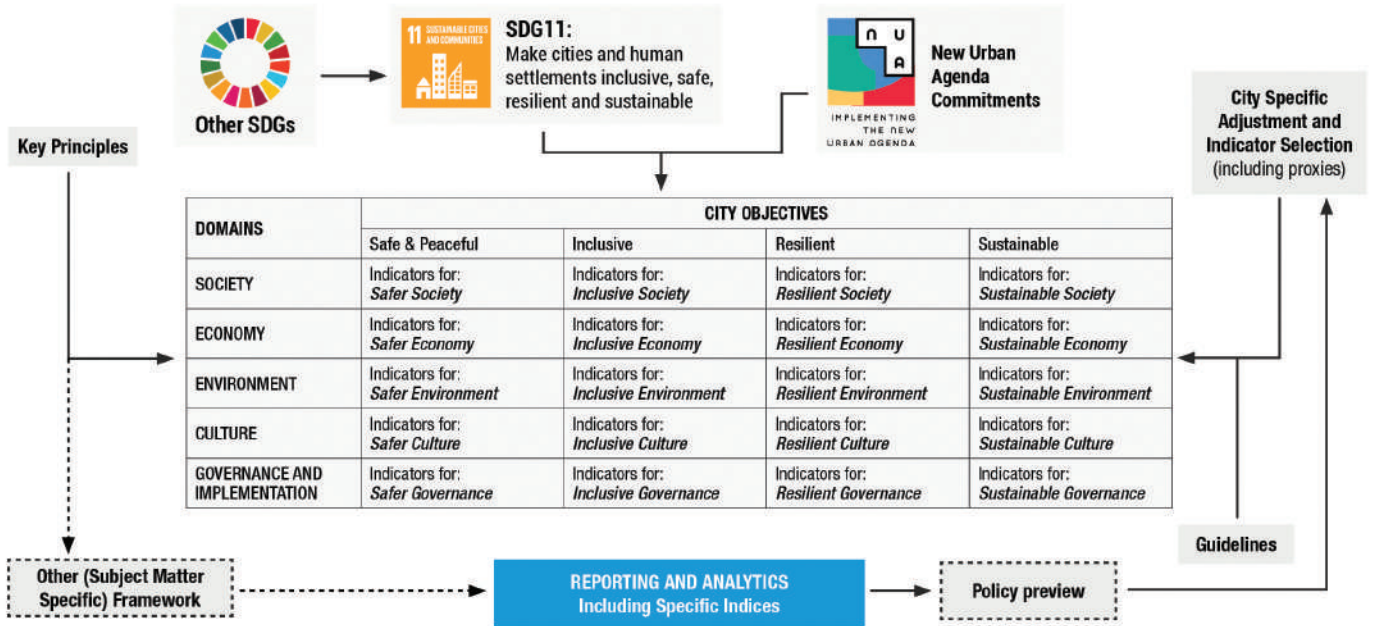 11 SUSTAINABLE CITIES
AND COMMUNITIES
Other SDGs
SDG11:
Make cities and human
settlements inclusive, safe,
resilient and sustainable
NUA
IMPLEMENTING
THE NEW
URBAN AGENDA
New Urban
Agenda
Commitments
City Specific
Adjustment and
Indicator Selection
(including proxies)
Key Principles
DOMAINS
CITY OBJECTIVES
Safe & Peaceful
Inclusive
Resilient
Sustainable
SOCIETY
Indicators for:
Safer Society
Indicators for:
Inclusive Society
Indicators for:
Resilient Society
Indicators for:
Sustainable Society
ECONOMY
Indicators for:
Safer Economy
Indicators for:
Inclusive Economy
Indicators for:
Resilient Economy
Indicators for:
Sustainable Economy
ENVIRONMENT
Indicators for:
Safer Environment
Indicators for:
Inclusive Environment
Indicators for:
Resilient Environment
Indicators for:
Sustainable Environment
CULTURE
Indicators for:
Safer Culture
Indicators for:
Inclusive Culture
Indicators for:
Resilient Culture
Indicators for:
Sustainable Culture
GOVERNANCE AND
IMPLEMENTATION
Indicators for:
Safer Governance
Indicators for:
Inclusive Governance
Indicators for:
Resilient Governance
Indicators for:
Sustainable Governance
Guidelines
Other (Subject Matter
Specific) Framework
REPORTING AND ANALYTICS
Including Specific Indices
Policy preview